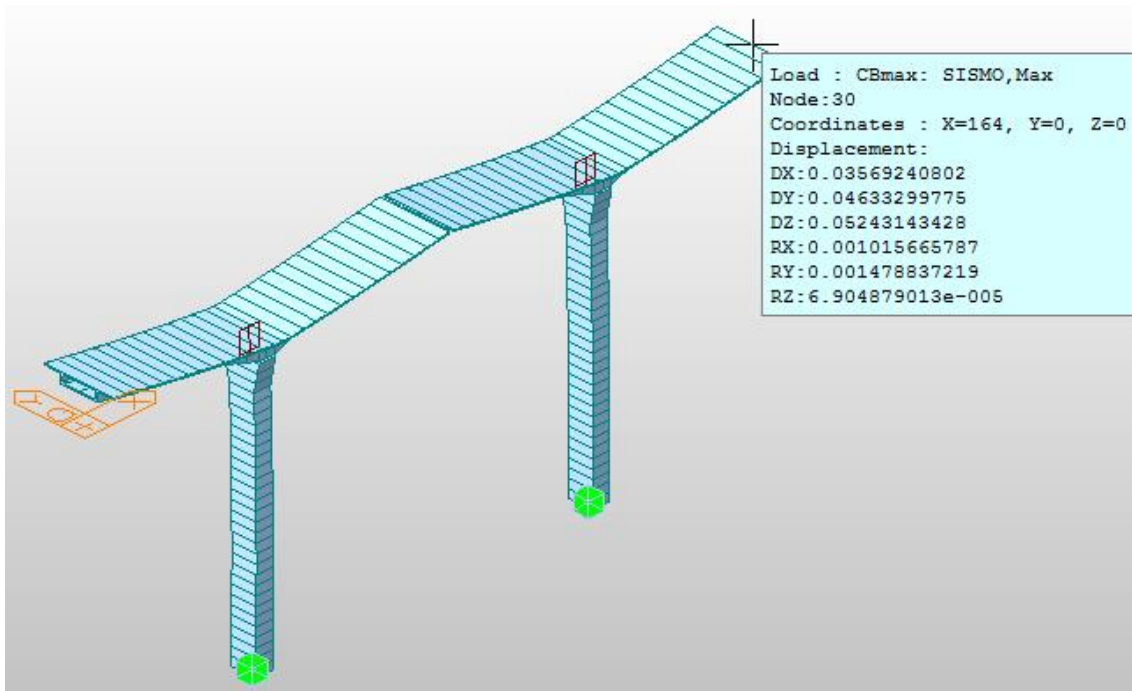 Load : CBmax: SISMO,Max
Node:30
Coordinates : X=164, Y=0, Z=0
Displacement:
DX:0.03569240802
DY:0.04633299775
DZ:0.05243143428
RX:0.001015665787
RY:0.001478837219
RZ:6.904879013e-005